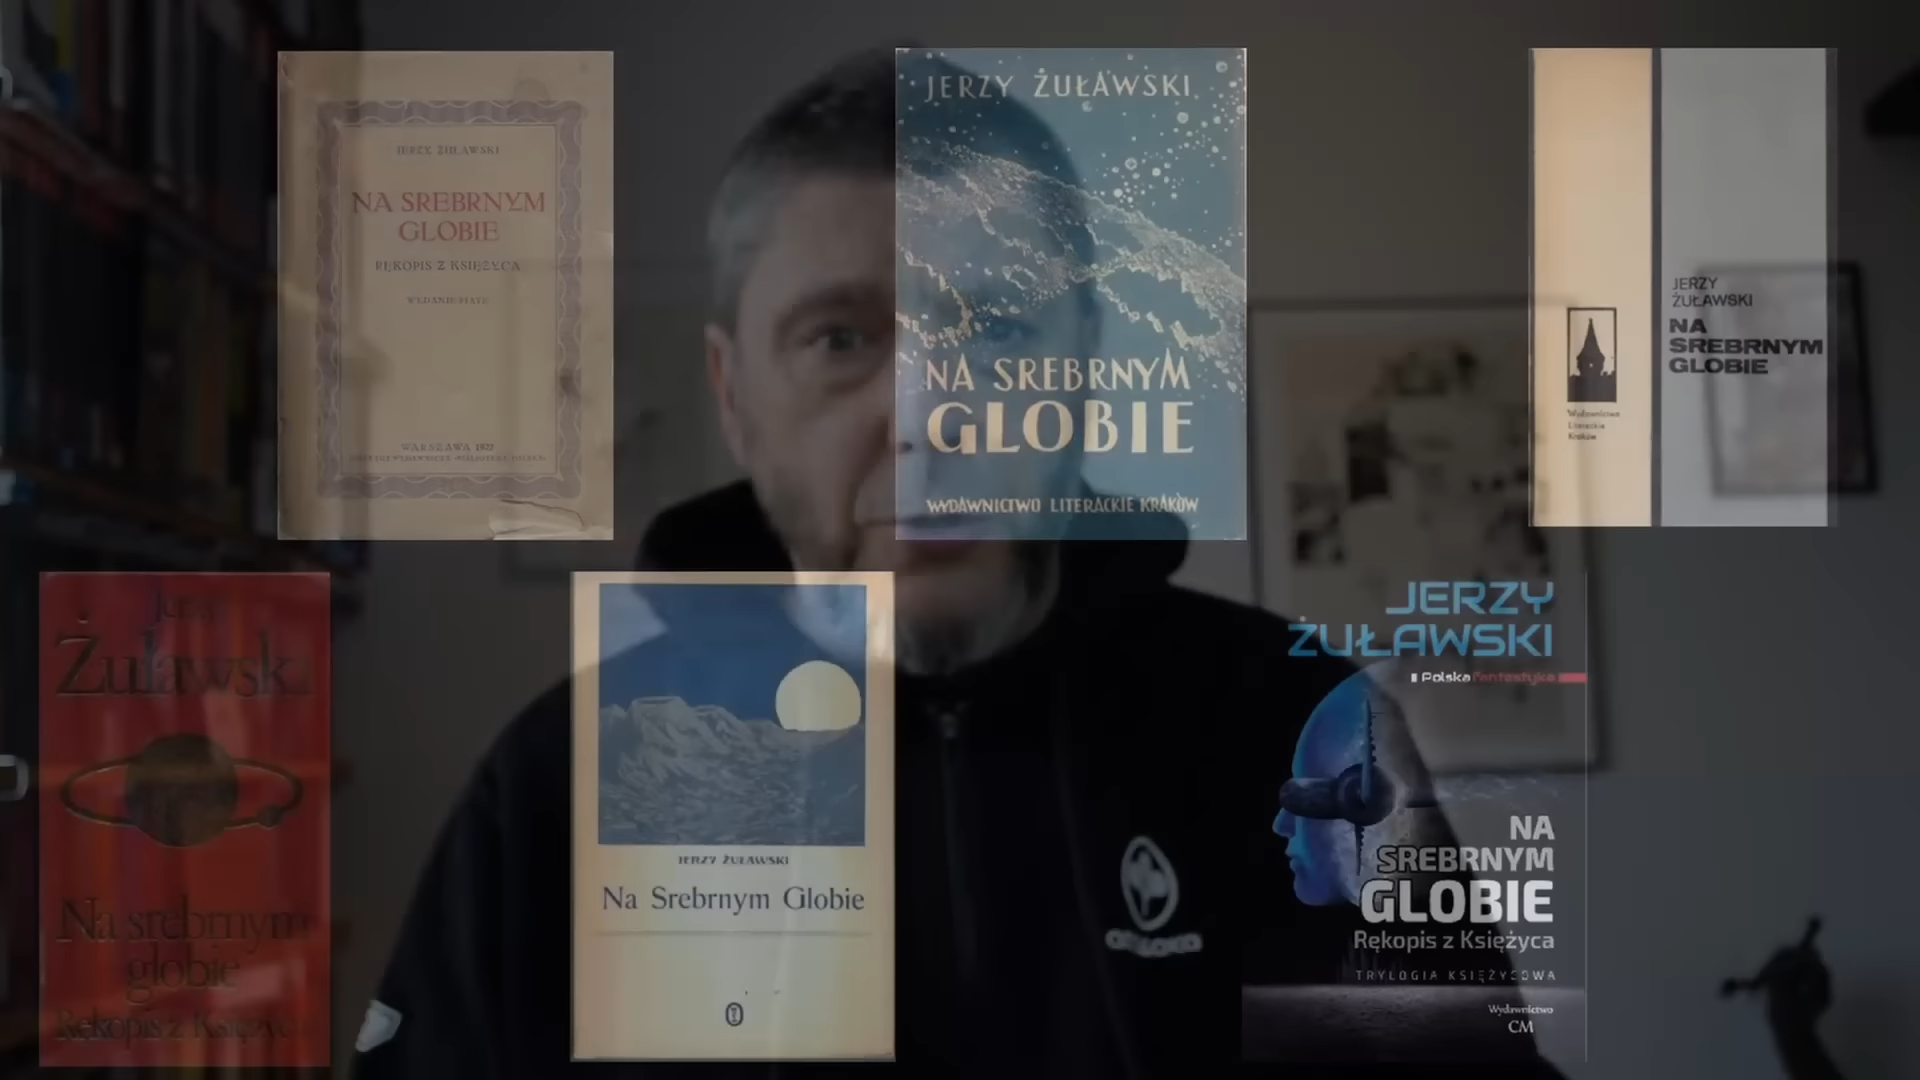 JERZY ŻUŁAWSKI
NA SREBRNYM
GLOBIE
RĘKOPIS Z KSIĘŻYCA
WYDANIE PIĄTE
WARSZAWA 1922
JERZY ŻUŁAWSKI
NA SREBRNYM
GLOBIE
WYDAWNICTWO LITERACKIE KRAKÓW
Wydawnictwo
Literackie
Kraków
JERZY
ŻUŁAWSKI
NA
SREBRNYM
GLOBIE
Jerzy
Żuławski
Na srebrnym
globie
Rękopis z Księżyca
JERZY ŻUŁAWSKI
Na Srebrnym Globie
JERZY
ŻUŁAWSKI
Polska fantastyka
NA
SREBRNYM
GLOBIE
Rękopis z Księżyca
TRYLOGIA KSIĘŻYCOWA
Wydawnictwo
CM